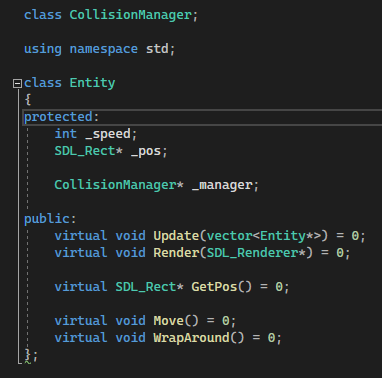 class CollisionManager;
using namespace std;
class Entity
{
protected:
int _speed;
SDL_Rect* _pos;
CollisionManager* _manager;
public:
virtual void Update(vector<Entity*>) = 0;
virtual void Render(SDL_Renderer*) = 0;
virtual SDL_Rect* GetPos() = 0;
virtual void Move() = 0;
virtual void WrapAround() = 0;
};